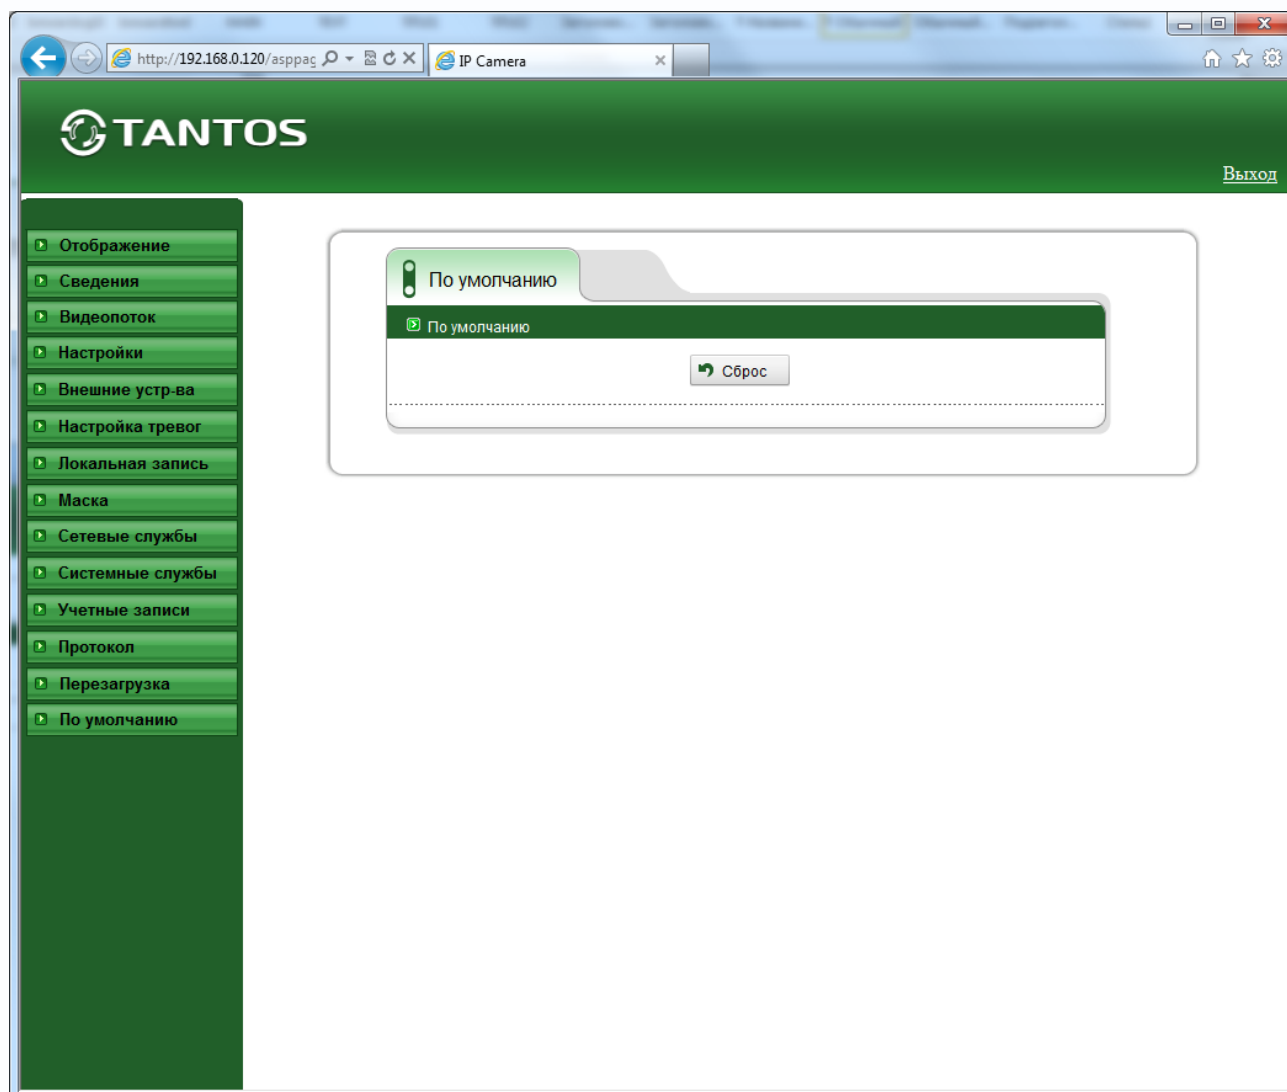 http://192.168.0.120/asppag
IP Camera
TANTOS
Выход
Отображение
Сведения
Видеопоток
Настройки
Внешние устр-ва
Настройка тревог
Локальная запись
Маска
Сетевые службы
Системные службы
Учетные записи
Протокол
Перезагрузка
По умолчанию
По умолчанию
По умолчанию
Сброс